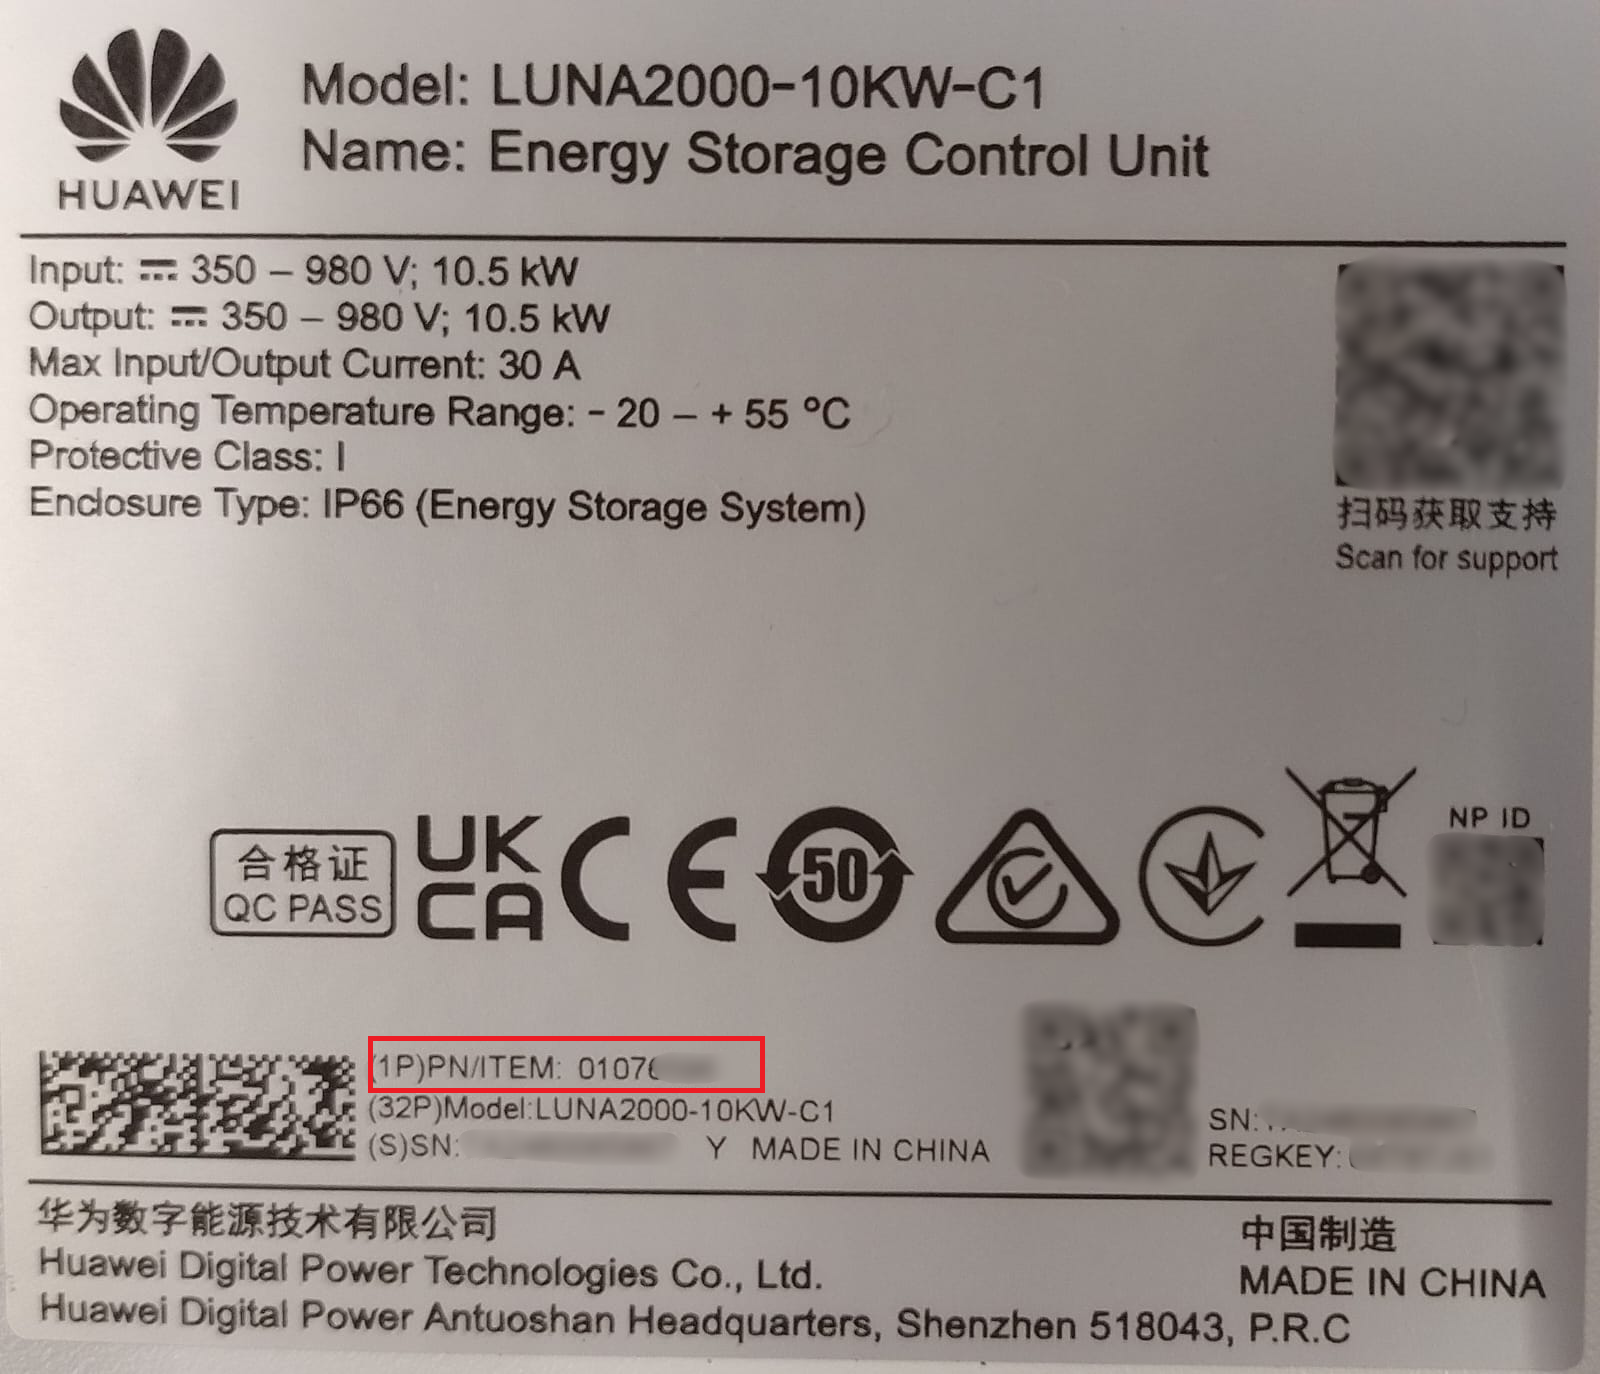 HUAWEI
Model: LUNA2000-10KW-C1
Name: Energy Storage Control Unit
Input: ⎓ 350 – 980 V; 10.5 kW
Output: ⎓ 350 – 980 V; 10.5 kW
Max Input/Output Current: 30 A
Operating Temperature Range: - 20 – + 55 °C
Protective Class: I
Enclosure Type: IP66 (Energy Storage System)
扫码获取支持
Scan for support
合格证
QC PASS
UK
CA
CE
50
NP ID
(1P)PN/ITEM: 0107
(32P)Model:LUNA2000-10KW-C1
(S)SN:
Y MADE IN CHINA
SN:
REGKEY:
华为数字能源技术有限公司
Huawei Digital Power Technologies Co., Ltd.
Huawei Digital Power Antuoshan Headquarters, Shenzhen 518043, P.R.C
中国制造
MADE IN CHINA